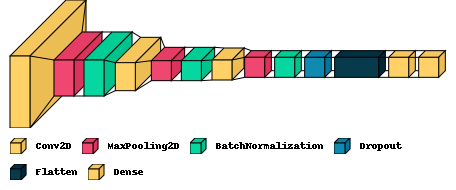 Conv2D MaxPooling2D BatchNormalization Dropout
Flatten Dense